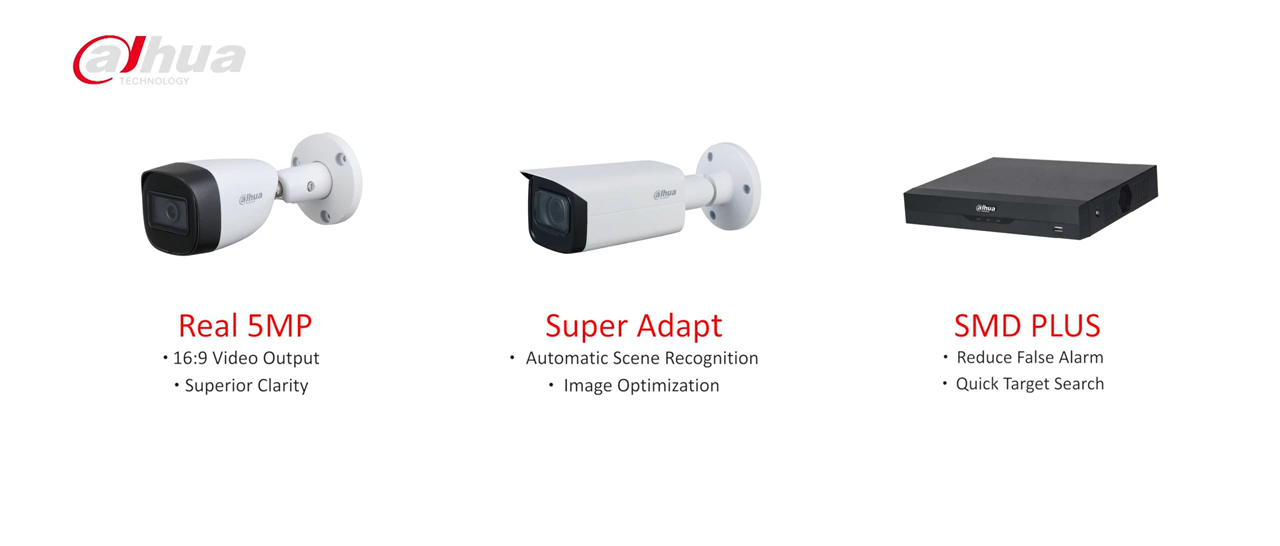 alhua
TECHNOLOGY
alhua
alhua
alhua
Real 5MP
• 16:9 Video Output
• Superior Clarity
Super Adapt
• Automatic Scene Recognition
• Image Optimization
SMD PLUS
• Reduce False Alarm
• Quick Target Search